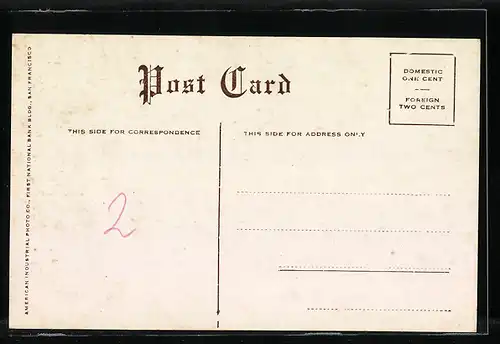 Post Card
DOMESTIC
ONE CENT
FOREIGN
TWO CENTS
THIS SIDE FOR CORRESPONDENCE
THIS SIDE FOR ADDRESS ONLY
2
AMERICAN INDUSTRIAL PHOTO CO., FIRST NATIONAL BANK BLDG., SAN FRANCISCO